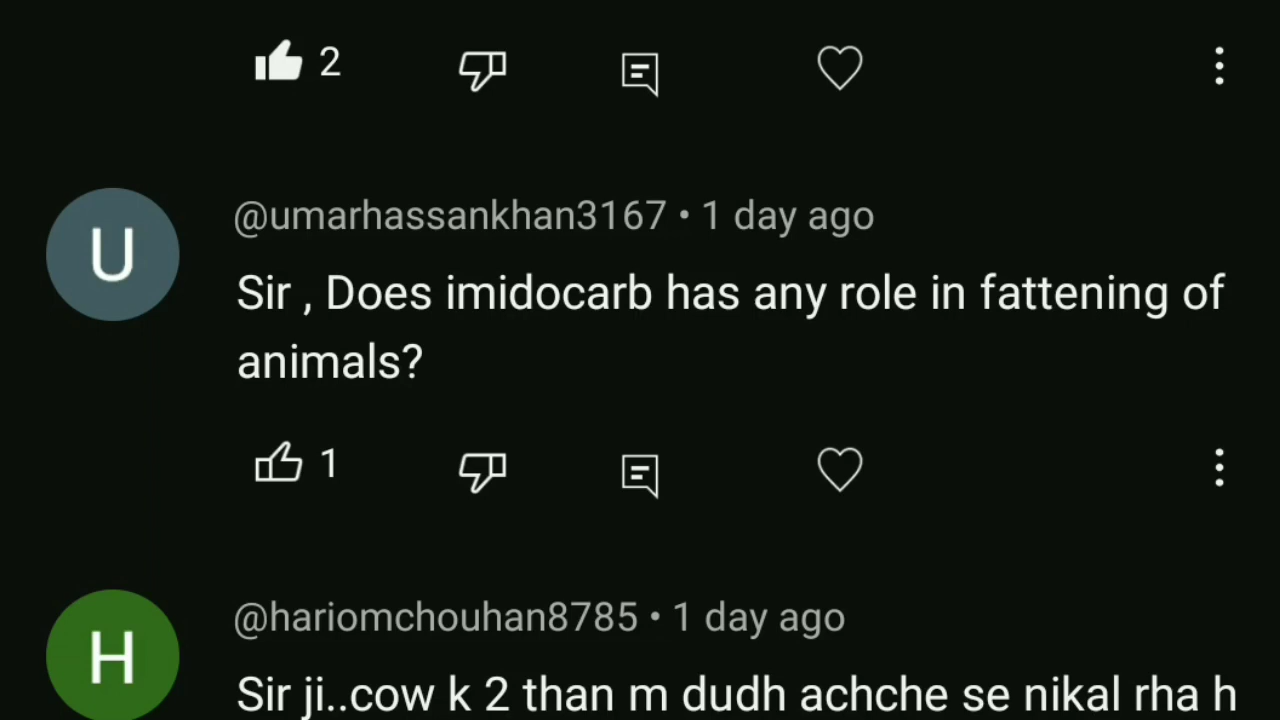 2
U
@umarhassankhan3167 • 1 day ago
Sir , Does imidocarb has any role in fattening of
animals?
1
H
@hariomchouhan8785 • 1 day ago
Sir ji..cow k 2 than m dudh achche se nikal rha h